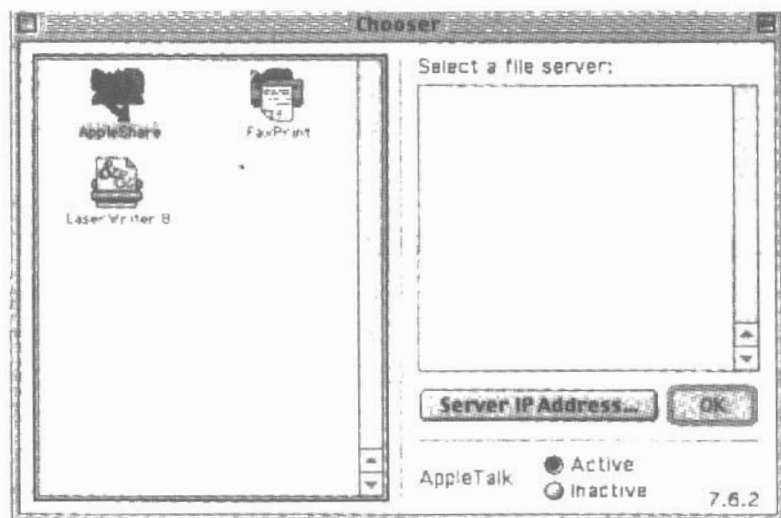 Chooser
AppleShare
FaxPrint
LaserWriter 8
Select a file server:
Server IP Address...
OK
AppleTalk
Active
Inactive
7.6.2